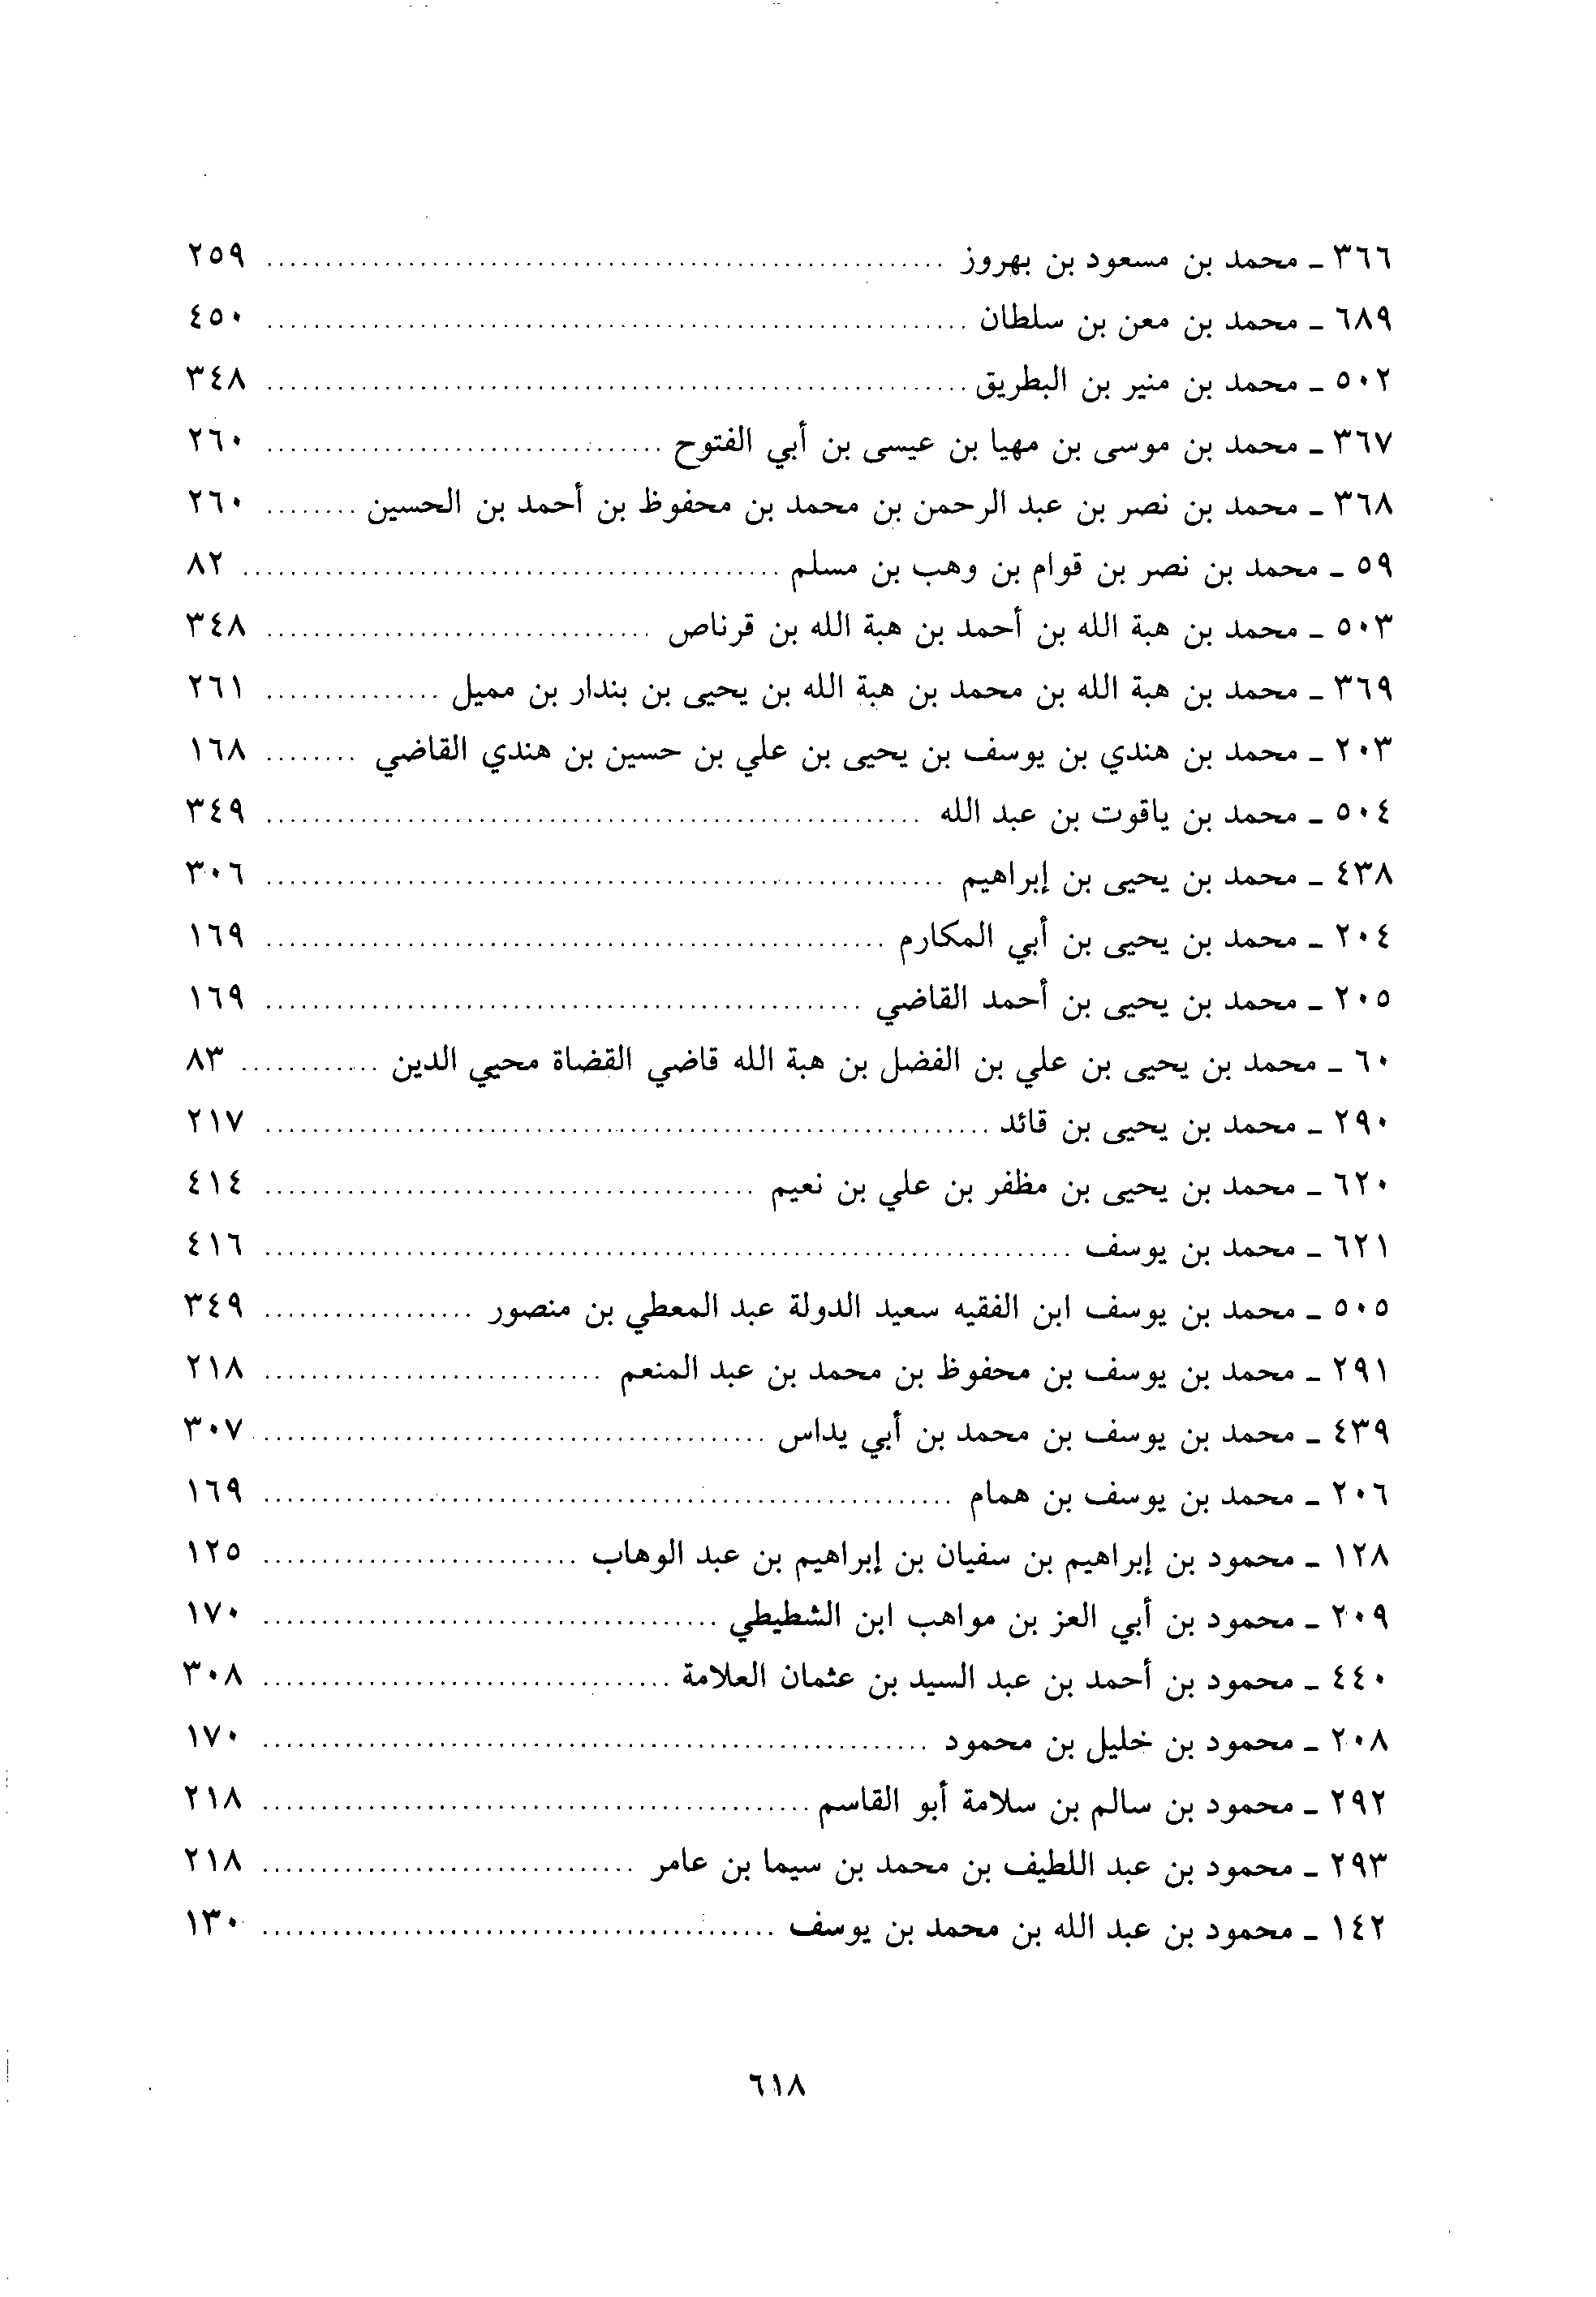 ٣٦٦ ـ محمد بن مسعود بن بهروز ........ ٢٥٩
٦٨٩ ـ محمد بن معن بن سلطان ........ ٤٥٠
٥٠٢ ـ محمد بن منير بن البطريق ........ ٣٤٨
٣٦٧ ـ محمد بن موسى بن مهيا بن عيسى بن أبي الفتوح ........ ٢٦٠
٣٦٨ ـ محمد بن نصر بن عبد الرحمن بن محمد بن محفوظ بن أحمد بن الحسين ........ ٢٦٠
٥٩ ـ محمد بن نصر بن قوام بن وهب بن مسلم ........ ٨٢
٥٠٣ ـ محمد بن هبة الله بن أحمد بن هبة الله بن قرناص ........ ٣٤٨
٣٦٩ ـ محمد بن هبة الله بن محمد بن هبة الله بن يحيى بن بندار بن مميل ........ ٢٦١
٢٠٣ ـ محمد بن هندي بن يوسف بن يحيى بن علي بن حسين بن هندي القاضي ........ ١٦٨
٥٠٤ ـ محمد بن ياقوت بن عبد الله ........ ٣٤٩
٤٣٨ ـ محمد بن يحيى بن إبراهيم ........ ٣٠٦
٢٠٤ ـ محمد بن يحيى بن أبي المكارم ........ ١٦٩
٢٠٥ ـ محمد بن يحيى بن أحمد القاضي ........ ١٦٩
٦٠ ـ محمد بن يحيى بن علي بن الفضل بن هبة الله قاضي القضاة محيي الدين ........ ٨٣
٢٩٠ ـ محمد بن يحيى بن قائد ........ ٢١٧
٦٢٠ ـ محمد بن يحيى بن مظفر بن علي بن نعيم ........ ٤١٤
٦٢١ ـ محمد بن يوسف ........ ٤١٦
٥٠٥ ـ محمد بن يوسف ابن الفقيه سعيد الدولة عبد المعطي بن منصور ........ ٣٤٩
٢٩١ ـ محمد بن يوسف بن محفوظ بن محمد بن عبد المنعم ........ ٢١٨
٤٣٩ ـ محمد بن يوسف بن محمد بن أبي يداس ........ ٣٠٧
٢٠٦ ـ محمد بن يوسف بن همام ........ ١٦٩
١٢٨ ـ محمود بن إبراهيم بن سفيان بن إبراهيم بن عبد الوهاب ........ ١٢٥
٢٠٩ ـ محمود بن أبي العز بن مواهب ابن الشطيطي ........ ١٧٠
٤٤٠ ـ محمود بن أحمد بن عبد السيد بن عثمان العلامة ........ ٣٠٨
٢٠٨ ـ محمود بن خليل بن محمود ........ ١٧٠
٢٩٢ ـ محمود بن سالم بن سلامة أبو القاسم ........ ٢١٨
٢٩٣ ـ محمود بن عبد اللطيف بن محمد بن سيما بن عامر ........ ٢١٨
١٤٢ ـ محمود بن عبد الله بن محمد بن يوسف ........ ١٣٠
٦١٨